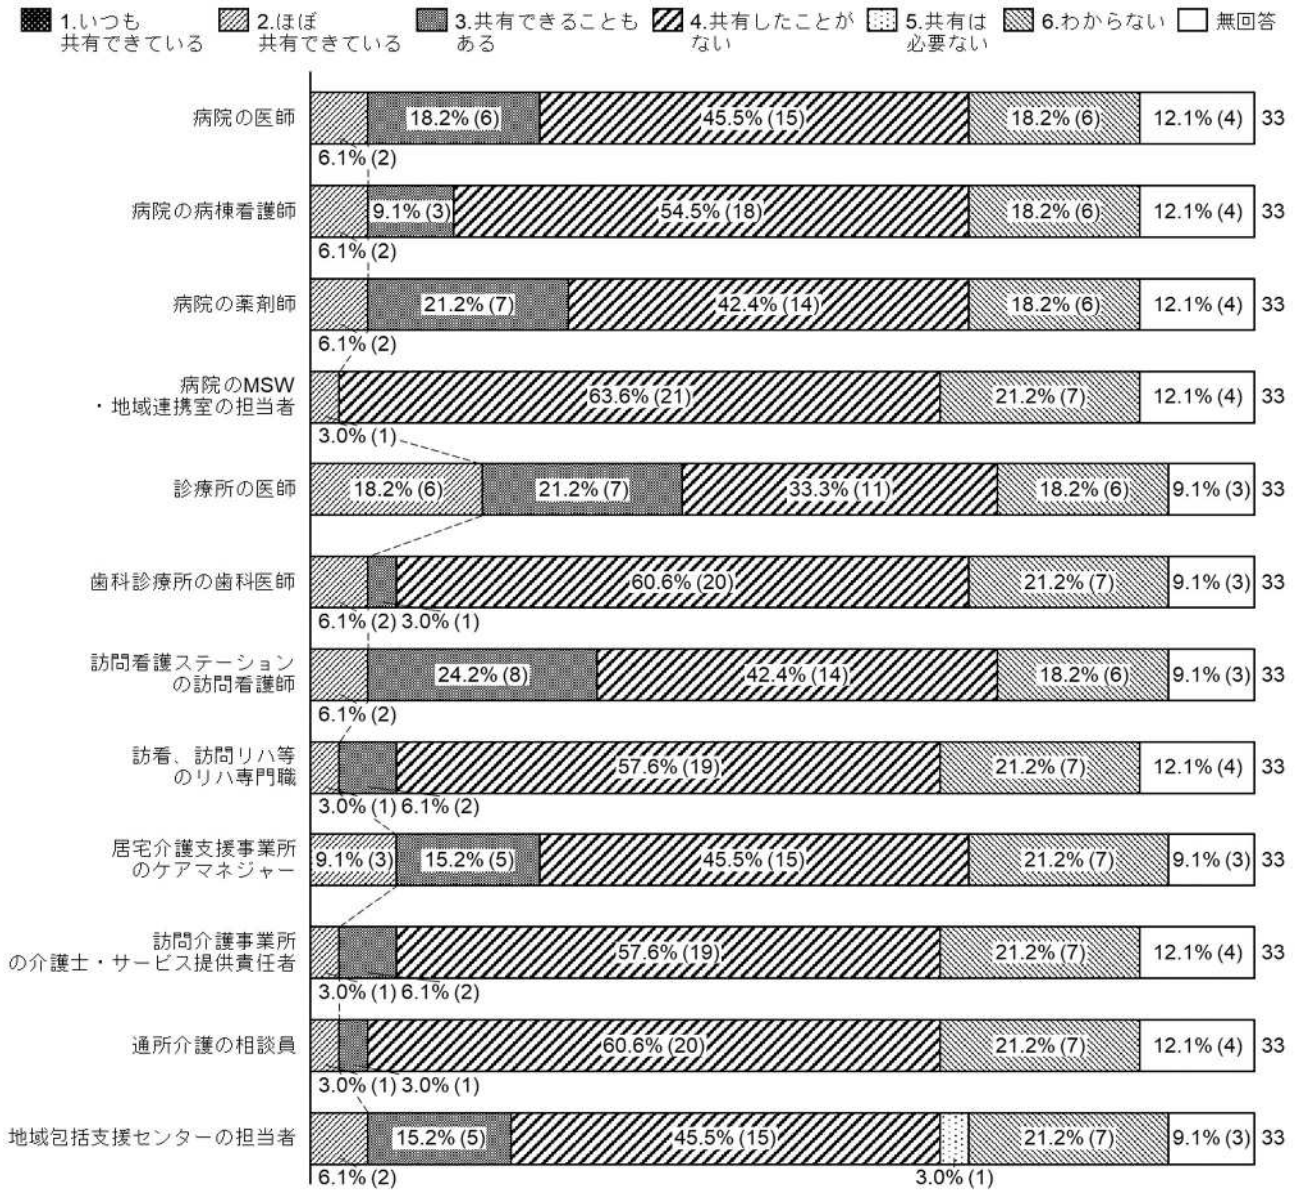 1.いつも
共有できている
2.ほぼ
共有できている
3.共有できることも
ある
4.共有したことが
ない
5.共有は
必要ない
6.わからない
無回答
病院の医師
18.2% (6) 45.5% (15) 18.2% (6) 12.1% (4) 33
6.1% (2)
病院の病棟看護師
9.1% (3) 54.5% (18) 18.2% (6) 12.1% (4) 33
6.1% (2)
病院の薬剤師
21.2% (7) 42.4% (14) 18.2% (6) 12.1% (4) 33
6.1% (2)
病院のMSW
・地域連携室の担当者
63.6% (21) 21.2% (7) 12.1% (4) 33
3.0% (1)
診療所の医師
18.2% (6) 21.2% (7) 33.3% (11) 18.2% (6) 9.1% (3) 33
歯科診療所の歯科医師
60.6% (20) 21.2% (7) 9.1% (3) 33
6.1% (2) 3.0% (1)
訪問看護ステーション
の訪問看護師
24.2% (8) 42.4% (14) 18.2% (6) 9.1% (3) 33
6.1% (2)
訪看、訪問リハ等
のリハ専門職
57.6% (19) 21.2% (7) 12.1% (4) 33
3.0% (1) 6.1% (2)
居宅介護支援事業所
のケアマネジャー
9.1% (3) 15.2% (5) 45.5% (15) 21.2% (7) 9.1% (3) 33
訪問介護事業所
の介護士・サービス提供責任者
57.6% (19) 21.2% (7) 12.1% (4) 33
3.0% (1) 6.1% (2)
通所介護の相談員
60.6% (20) 21.2% (7) 12.1% (4) 33
3.0% (1) 3.0% (1)
地域包括支援センターの担当者
15.2% (5) 45.5% (15) 21.2% (7) 9.1% (3) 33
6.1% (2) 3.0% (1)